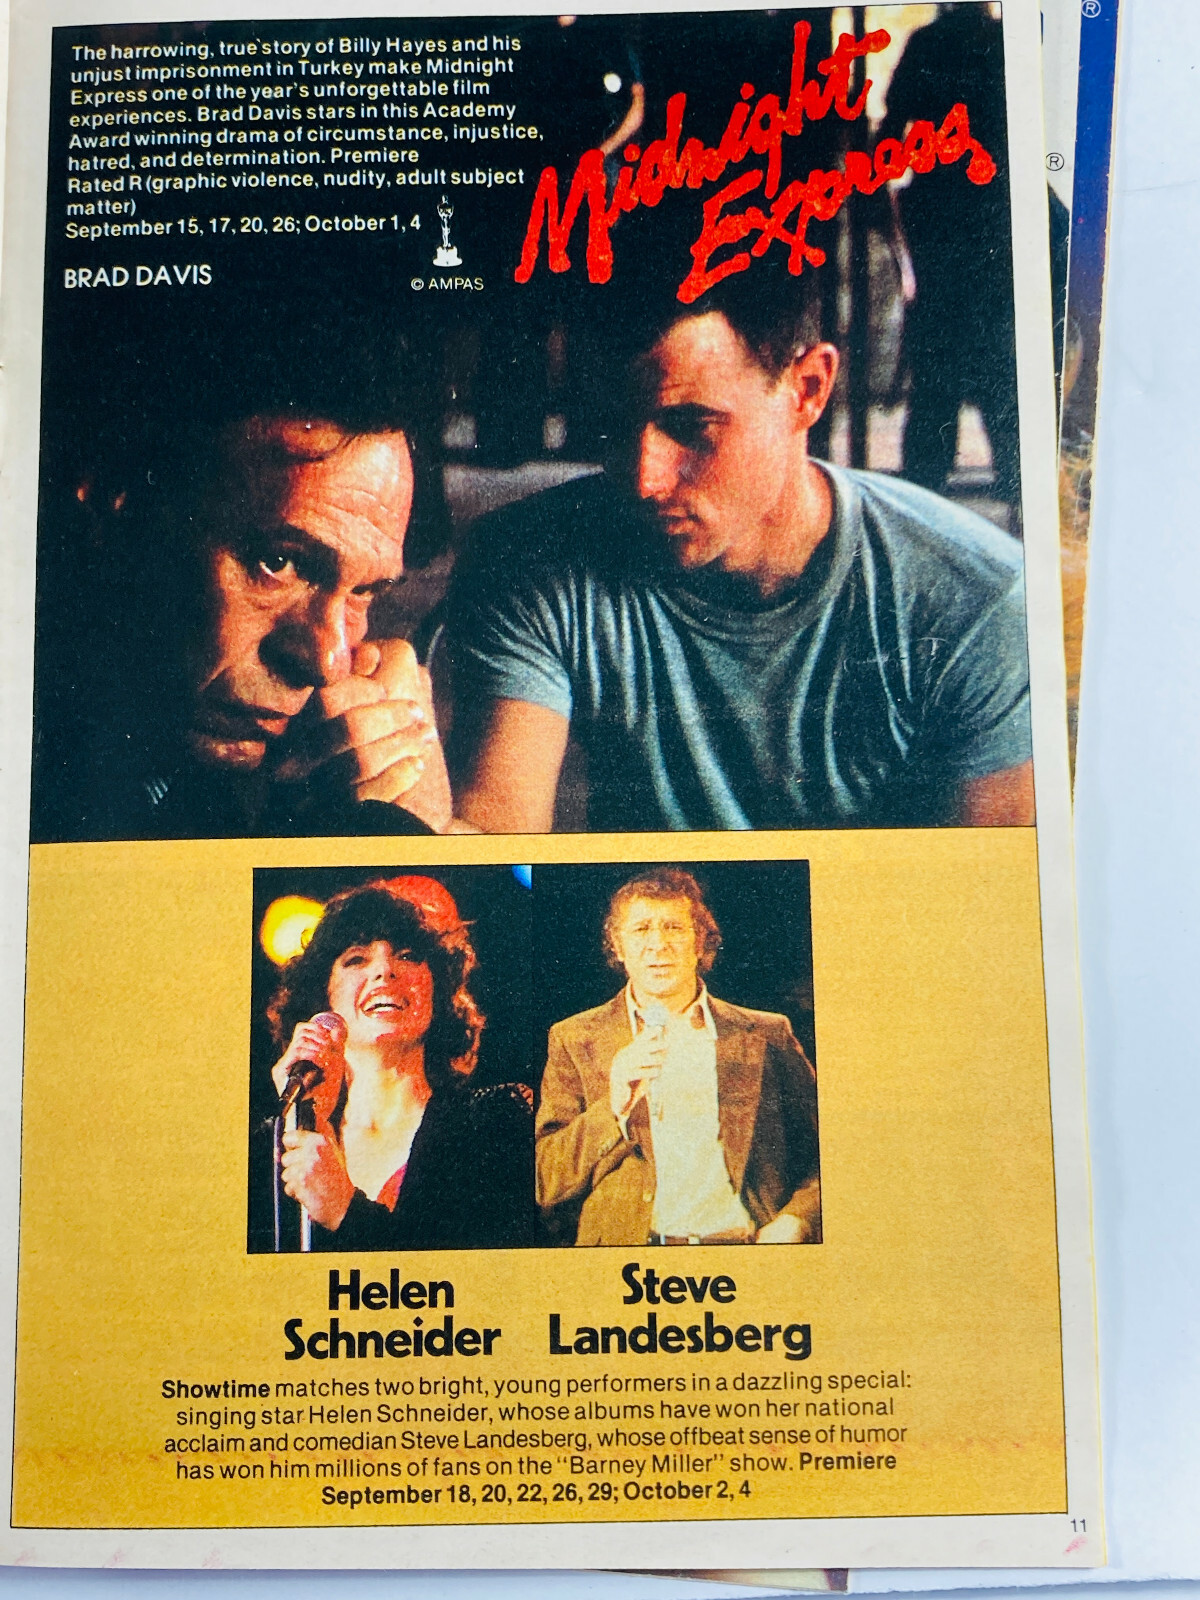 The harrowing, true story of Billy Hayes and his
unjust imprisonment in Turkey make Midnight
Express one of the year's unforgettable film
experiences. Brad Davis stars in this Academy
Award winning drama of circumstance, injustice,
hatred, and determination. Premiere
Rated R (graphic violence, nudity, adult subject
matter)
September 15, 17, 20, 26; October 1, 4
BRAD DAVIS
© AMPAS
Midnight
Express
®
®
Helen
Schneider
Steve
Landesberg
Showtime matches two bright, young performers in a dazzling special:
singing star Helen Schneider, whose albums have won her national
acclaim and comedian Steve Landesberg, whose offbeat sense of humor
has won him millions of fans on the "Barney Miller" show. Premiere
September 18, 20, 22, 26, 29; October 2, 4
11